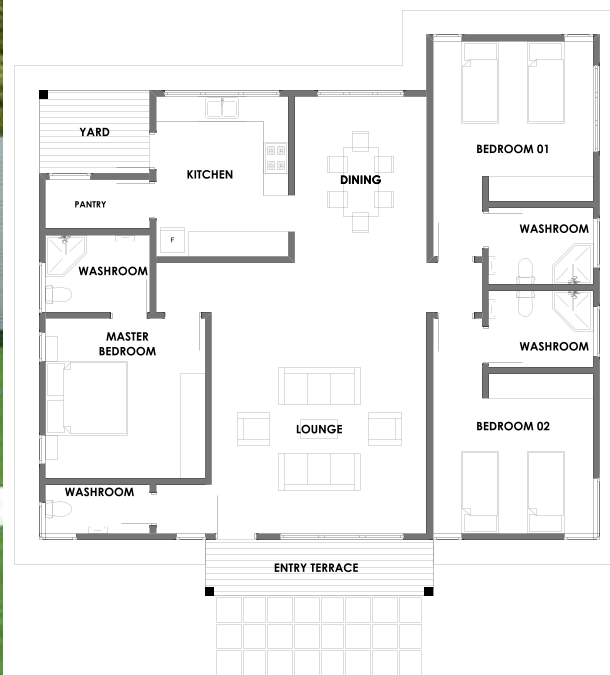 YARD
KITCHEN
DINING
BEDROOM 01
PANTRY
F
WASHROOM
WASHROOM
MASTER
BEDROOM
WASHROOM
LOUNGE
BEDROOM 02
WASHROOM
ENTRY TERRACE